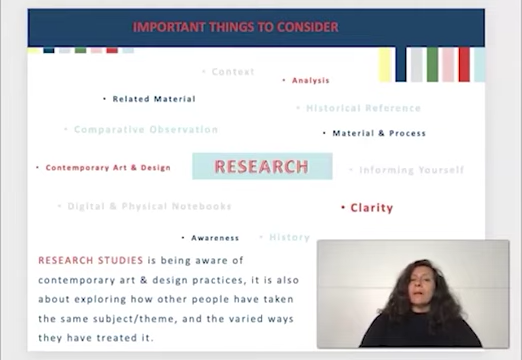 IMPORTANT THINGS TO CONSIDER
• Context
• Analysis
• Related Material
• Historical Reference
• Comparative Observation
• Material & Process
• Contemporary Art & Design
RESEARCH
• Informing Yourself
• Digital & Physical Notebooks
• Clarity
• Awareness
• History
RESEARCH STUDIES is being aware of
contemporary art & design practices, it is also
about exploring how other people have taken
the same subject/theme, and the varied ways
they have treated it.